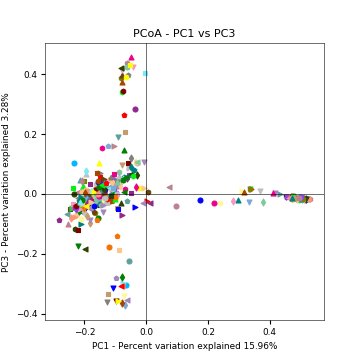 PCoA - PC1 vs PC3
PC3 - Percent variation explained 3.28%
0.4
0.2
0.0
−0.2
−0.4
−0.2 0.0 0.2 0.4
PC1 - Percent variation explained 15.96%